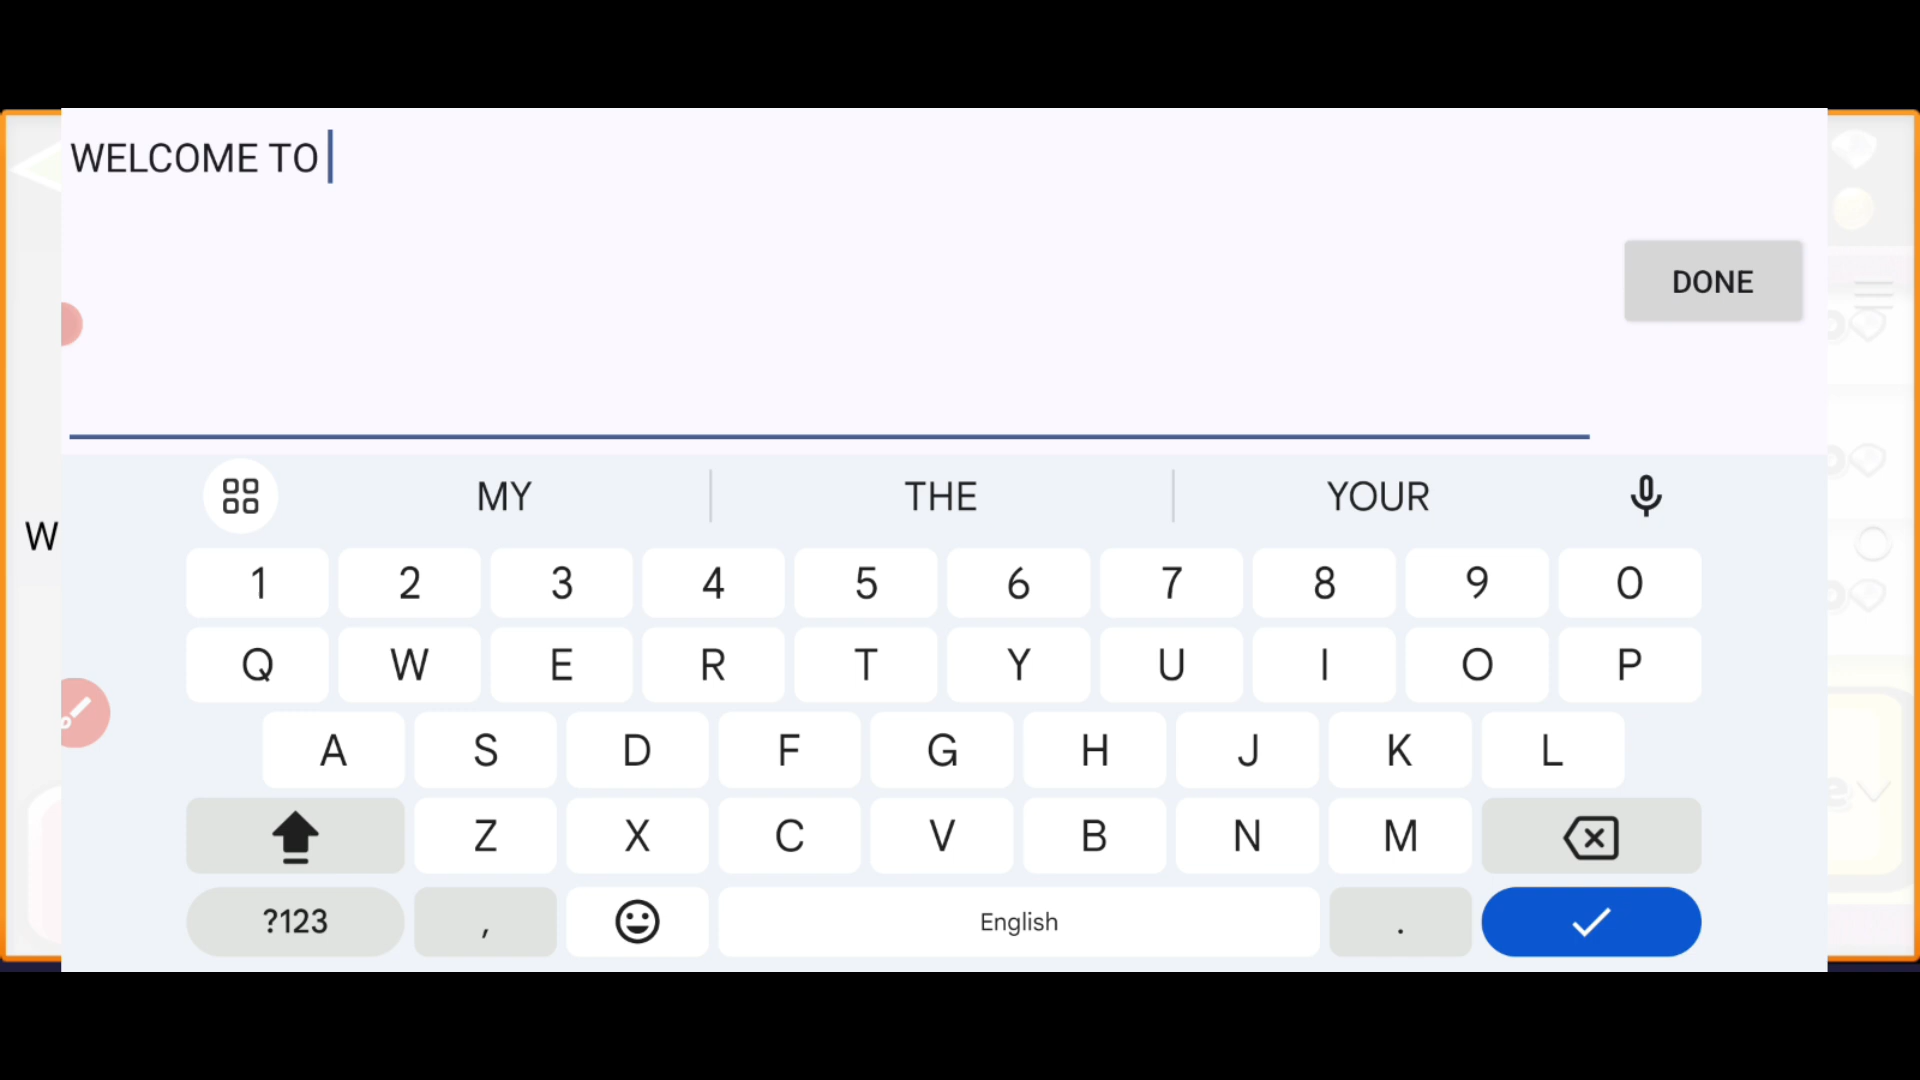 WELCOME TO
DONE
MY THE YOUR
W
1 2 3 4 5 6 7 8 9 0
Q W E R T Y U I O P
A S D F G H J K L
Z X C V B N M
?123 , English .